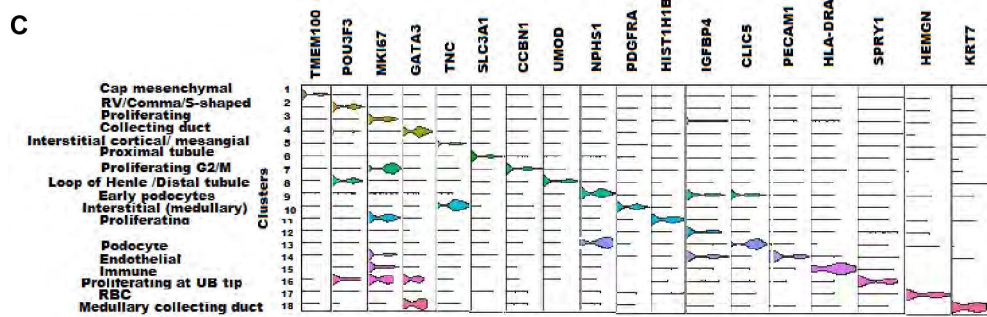 C
TMEM100
POU3F3
MKI67
GATA3
TNC
SLC3A1
CCBN1
UMOD
NPHS1
PDGFRA
HIST1H1B
IGFBP4
CLIC5
PECAM1
HLA-DRA
SPRY1
HEMGN
KRT7
Cap mesenchymal 1
RV/Comma/S-shaped 2
Proliferating 3
Collecting duct 4
Interstitial cortical/ mesangial 5
Proximal tubule 6
Proliferating G2/M 7
Loop of Henle /Distal tubule 8
Early podocytes 9
Interstitial (medullary) 10
Proliferating 11
12
Podocyte 13
Endothelial 14
Immune 15
Proliferating at UB tip 16
RBC 17
Medullary collecting duct 18
Clusters